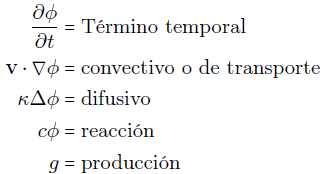 ∂ϕ/∂t = Término temporal
v · ∇ϕ = convectivo o de transporte
κΔϕ = difusivo
cϕ = reacción
g = producción